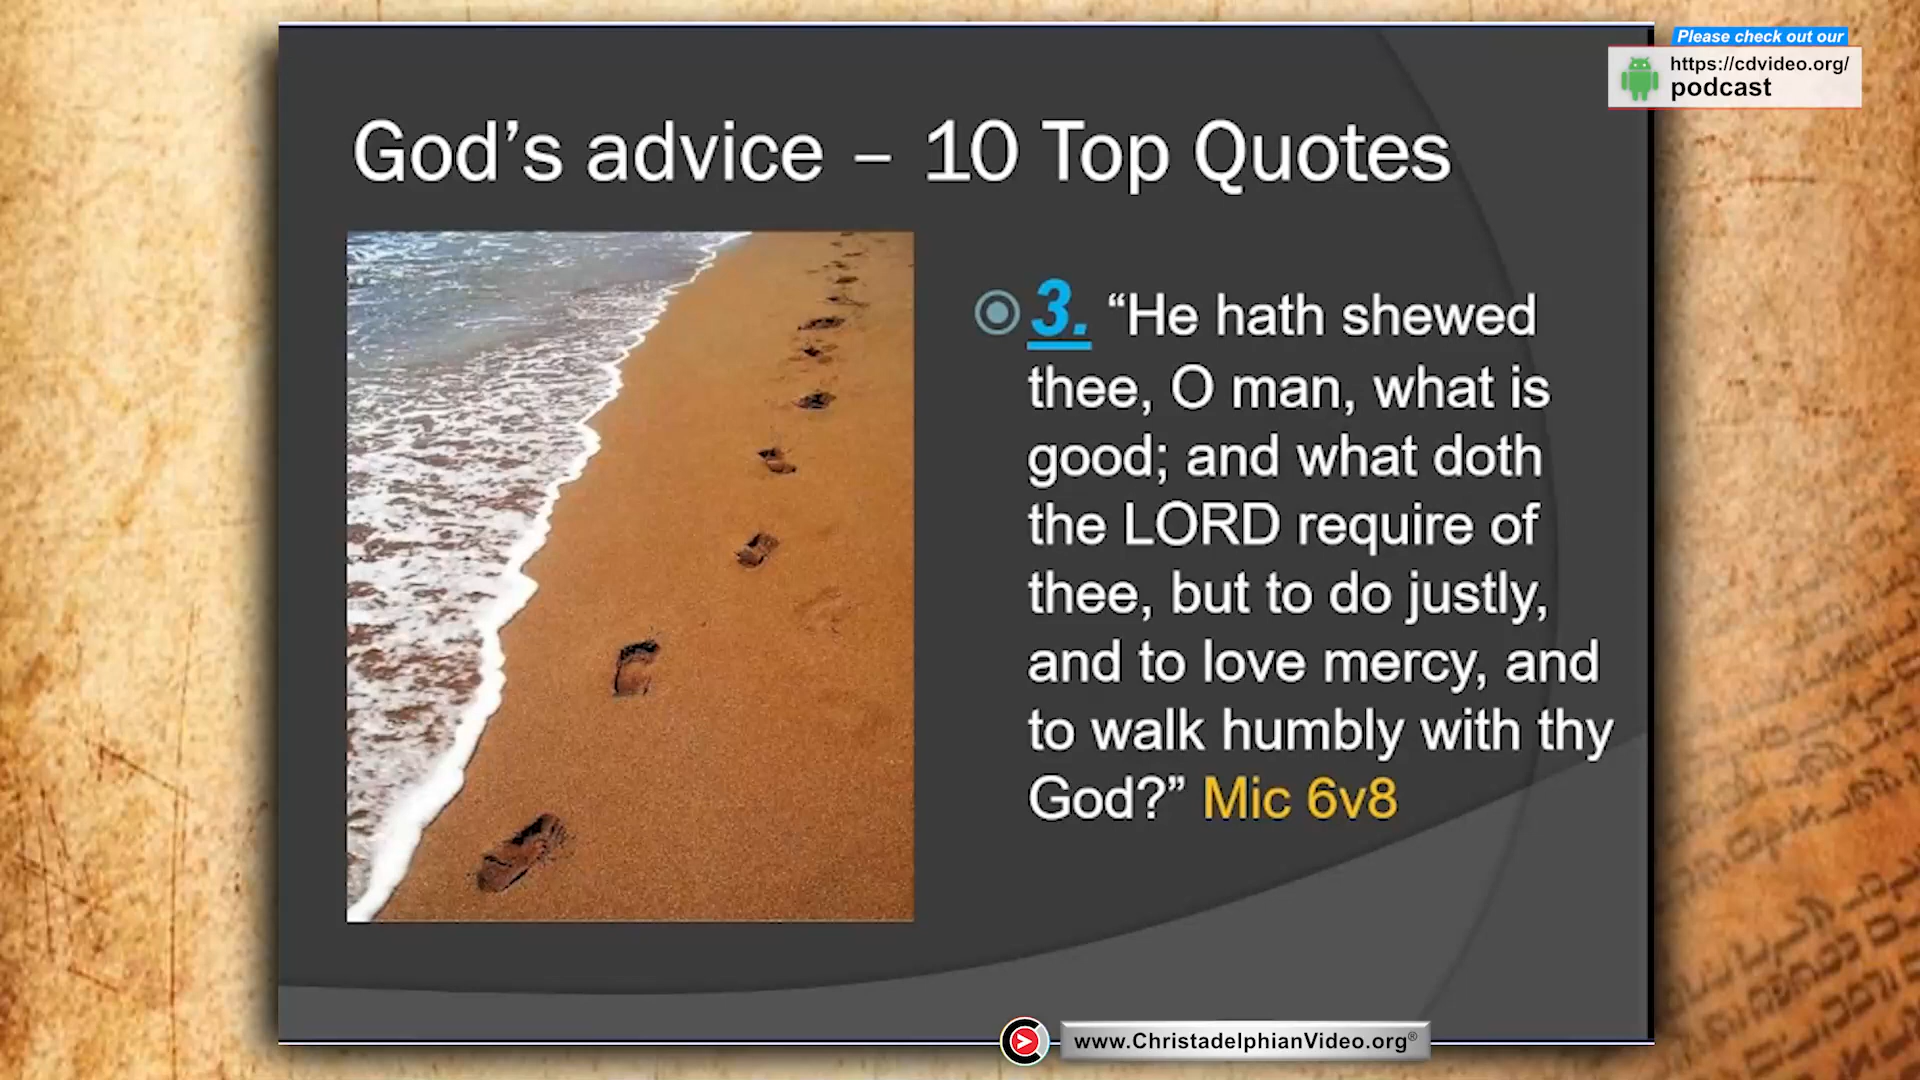 Please check out our
https://cdvideo.org/
podcast
God’s advice – 10 Top Quotes
3. “He hath shewed
thee, O man, what is
good; and what doth
the LORD require of
thee, but to do justly,
and to love mercy, and
to walk humbly with thy
God?” Mic 6v8
www.ChristadelphianVideo.org®